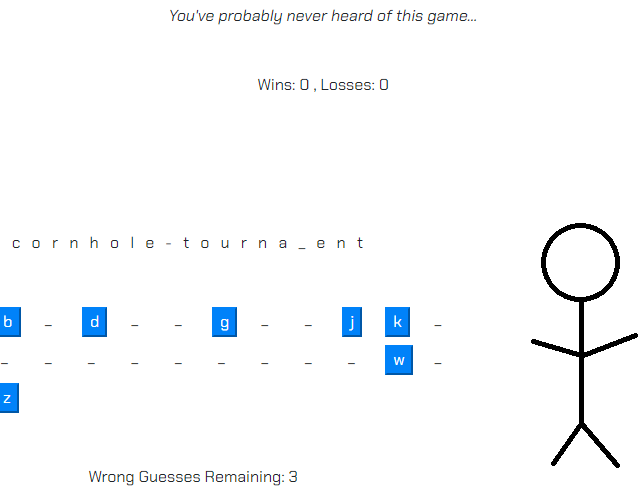 You've probably never heard of this game...
Wins: 0 , Losses: 0
c o r n h o l e - t o u r n a _ e n t
b _ d _ _ g _ _ j k _
_ _ _ _ _ _ _ _ _ w _
z
Wrong Guesses Remaining: 3